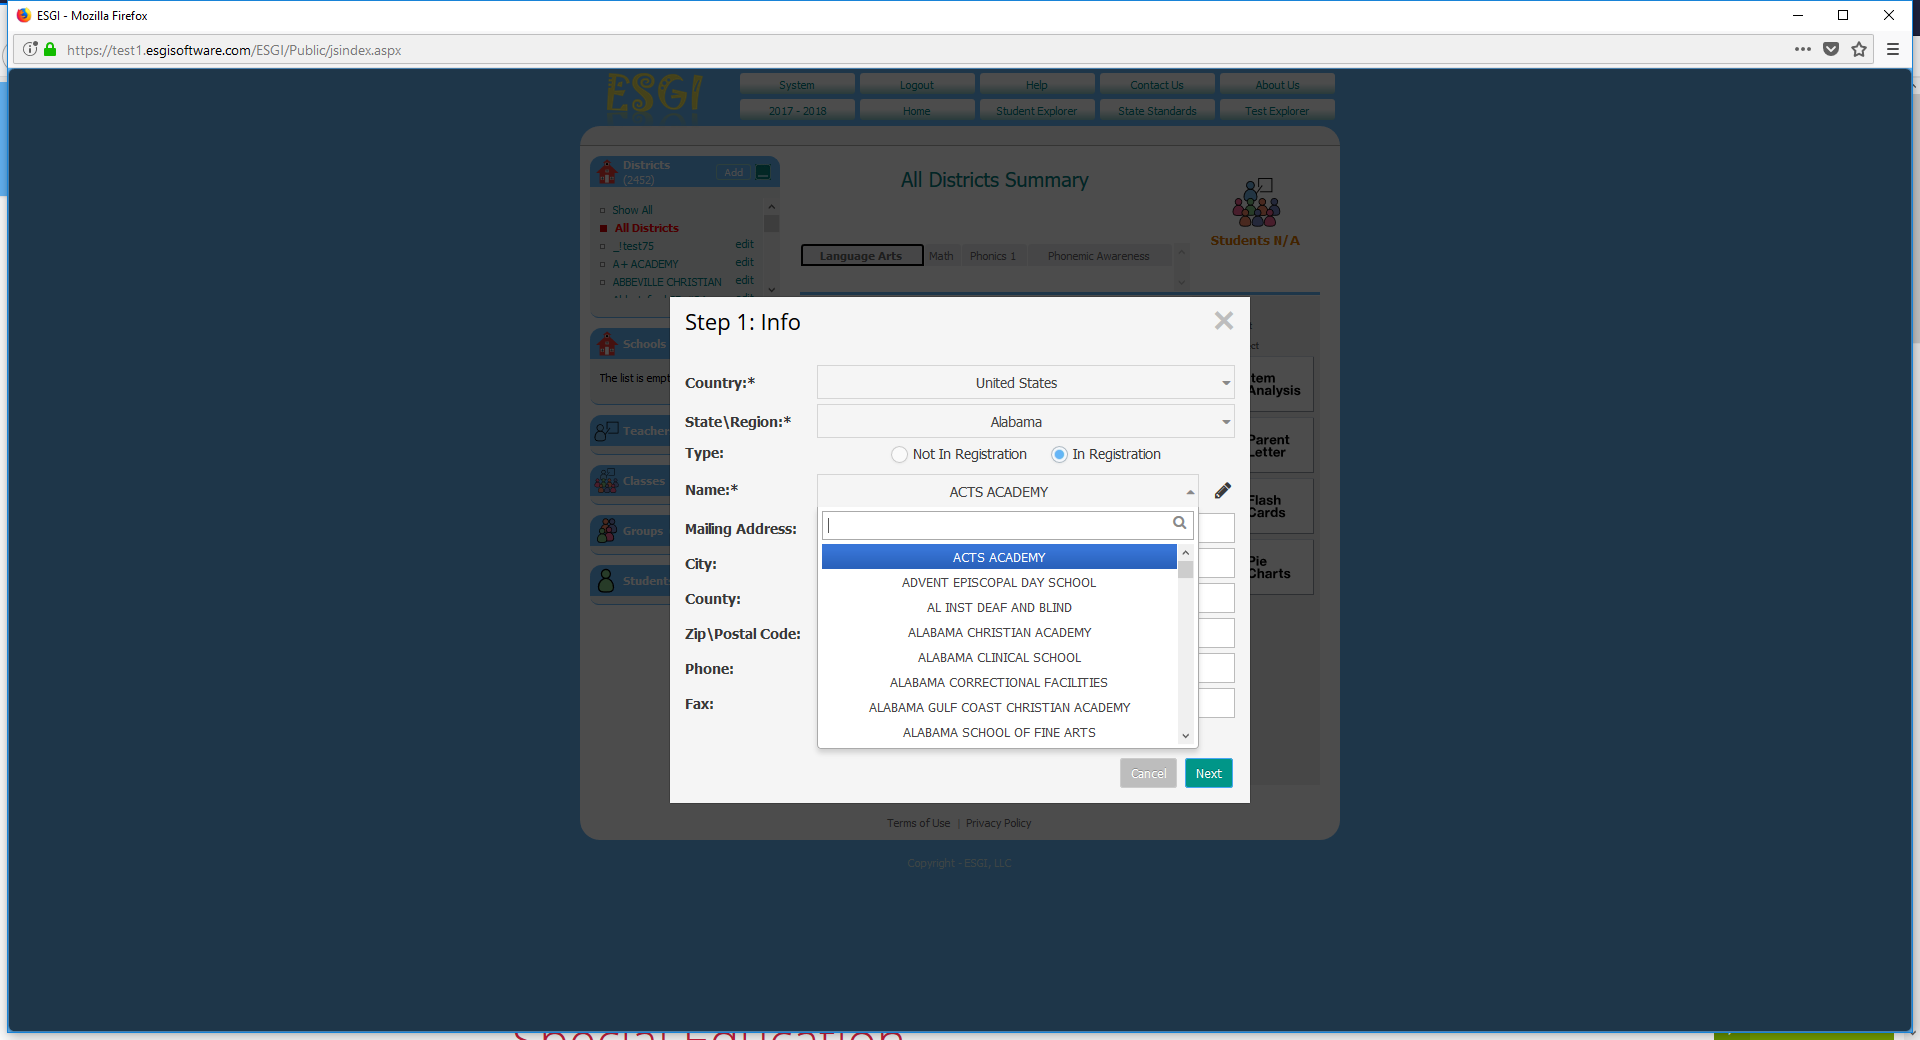 ESGI - Mozilla Firefox
https://test1.esgisoftware.com/ESGI/Public/jsindex.aspx
ESGI
System
Logout
Help
Contact Us
About Us
2017 - 2018
Home
Student Explorer
State Standards
Test Explorer
Districts
(2452)
Add
Show All
All Districts
_!test75 edit
A+ ACADEMY edit
ABBEVILLE CHRISTIAN edit
All Districts Summary
Students N/A
Language Arts
Math
Phonics 1
Phonemic Awareness
Schools
The list is empt
Teacher
Classes
Groups
Students
Step 1: Info
Country:* United States
State\Region:* Alabama
Type: Not In Registration In Registration
Name:* ACTS ACADEMY
Mailing Address:
City:
County:
Zip\Postal Code:
Phone:
Fax:
ACTS ACADEMY
ADVENT EPISCOPAL DAY SCHOOL
AL INST DEAF AND BLIND
ALABAMA CHRISTIAN ACADEMY
ALABAMA CLINICAL SCHOOL
ALABAMA CORRECTIONAL FACILITIES
ALABAMA GULF COAST CHRISTIAN ACADEMY
ALABAMA SCHOOL OF FINE ARTS
Cancel
Next
tem
Analysis
Parent
Letter
Flash
Cards
Pie
Charts
Terms of Use | Privacy Policy
Copyright - ESGI, LLC
Special Education